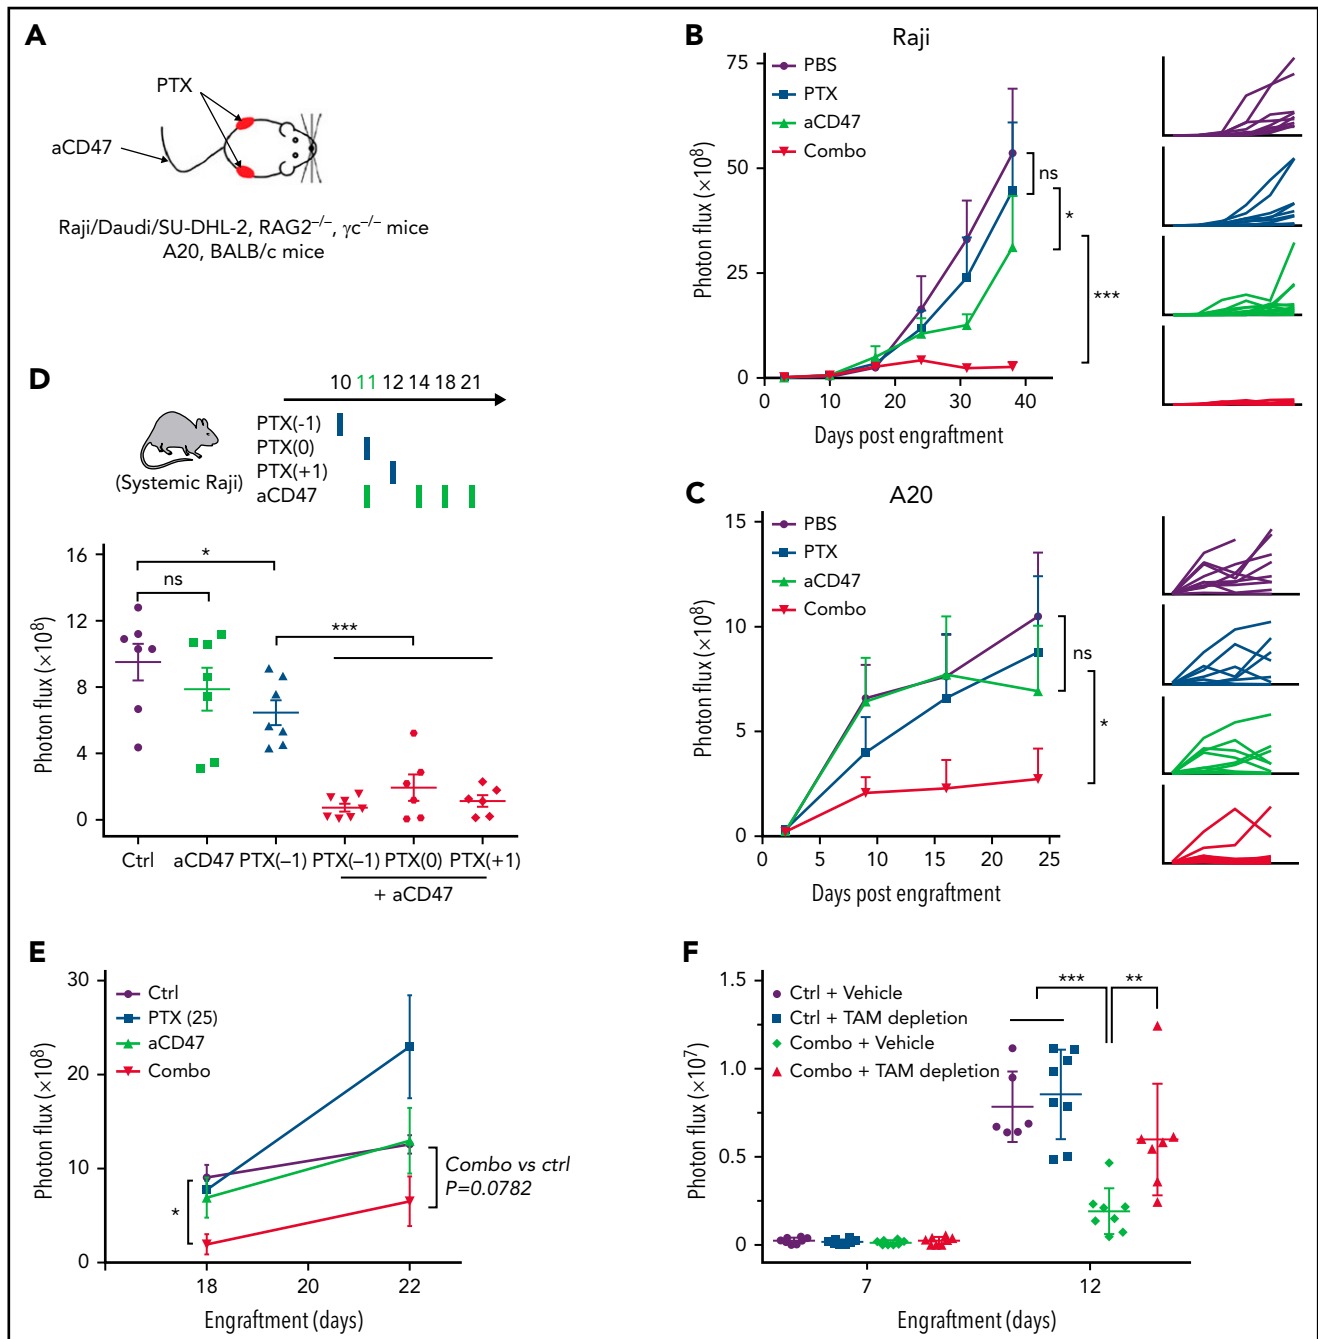 A
PTX
aCD47
Raji/Daudi/SU-DHL-2, RAG2⁻/⁻, γc⁻/⁻ mice
A20, BALB/c mice
B
Raji
PBS
PTX
aCD47
Combo
75
50
25
0
Photon flux (×10⁸)
0 10 20 30 40
Days post engraftment
ns
*
***
C
A20
PBS
PTX
aCD47
Combo
15
10
5
0
Photon flux (×10⁸)
0 5 10 15 20 25
Days post engraftment
ns
*
D
10 11 12 14 18 21
PTX(-1)
PTX(0)
PTX(+1)
aCD47
(Systemic Raji)
16
12
8
4
0
Photon flux (×10⁸)
*
ns
***
Ctrl aCD47 PTX(–1) PTX(–1) PTX(0) PTX(+1)
+ aCD47
E
Ctrl
PTX (25)
aCD47
Combo
30
20
10
0
Photon flux (×10⁸)
*
Combo vs ctrl
P=0.0782
18 20 22
Engraftment (days)
F
Ctrl + Vehicle
Ctrl + TAM depletion
Combo + Vehicle
Combo + TAM depletion
1.5
1.0
0.5
0
Photon flux (×10⁷)
*** **
7 12
Engraftment (days)